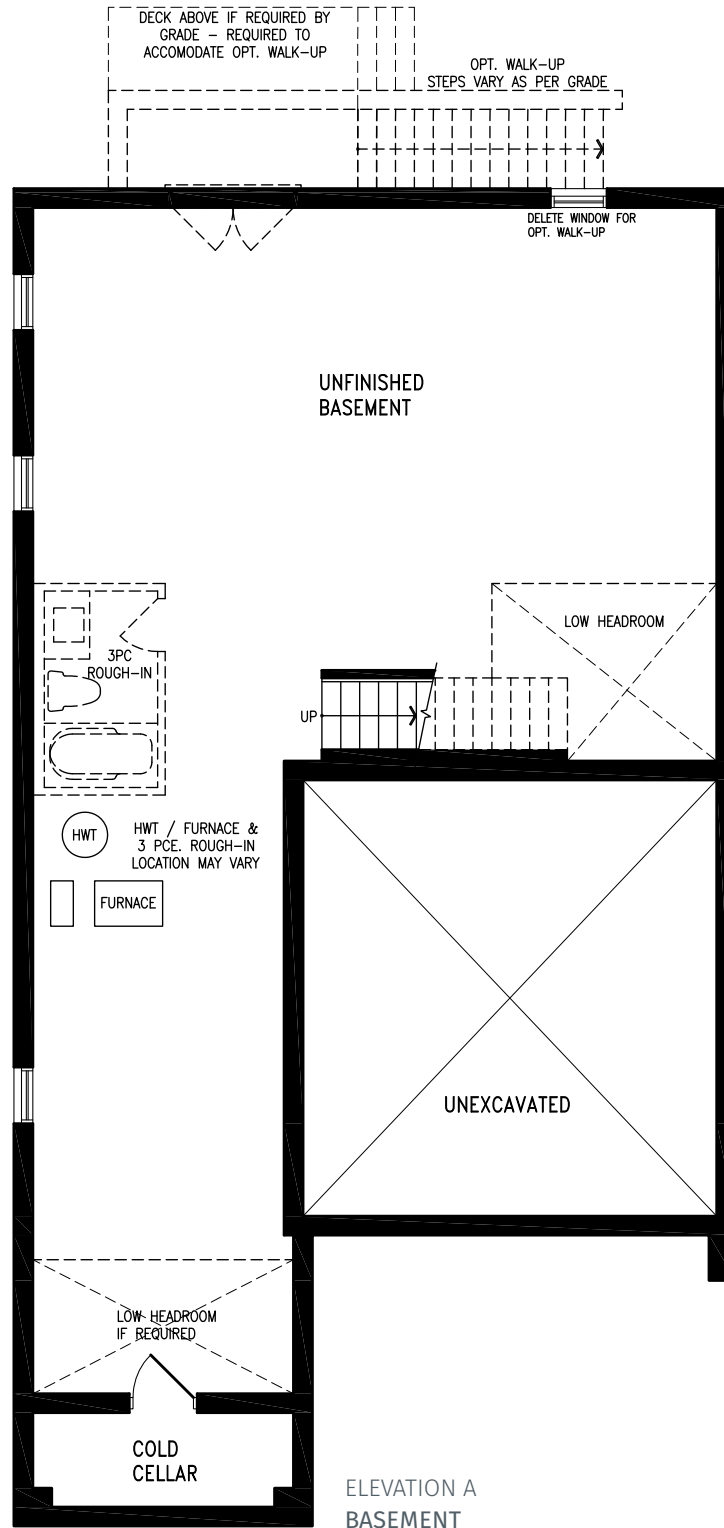 DECK ABOVE IF REQUIRED BY
GRADE – REQUIRED TO
ACCOMODATE OPT. WALK-UP
OPT. WALK-UP
STEPS VARY AS PER GRADE
DELETE WINDOW FOR
OPT. WALK-UP
UNFINISHED
BASEMENT
LOW HEADROOM
3PC
ROUGH-IN
UP
HWT
HWT / FURNACE &
3 PCE. ROUGH-IN
LOCATION MAY VARY
FURNACE
UNEXCAVATED
LOW HEADROOM
IF REQUIRED
COLD
CELLAR
ELEVATION A
BASEMENT